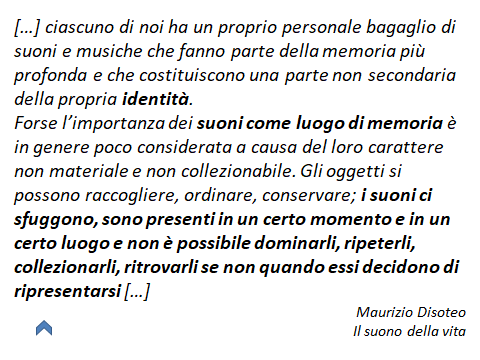 [...] ciascuno di noi ha un proprio personale bagaglio di
suoni e musiche che fanno parte della memoria più
profonda e che costituiscono una parte non secondaria
della propria identità.
Forse l’importanza dei suoni come luogo di memoria è
in genere poco considerata a causa del loro carattere
non materiale e non collezionabile. Gli oggetti si
possono raccogliere, ordinare, conservare; i suoni ci
sfuggono, sono presenti in un certo momento e in un
certo luogo e non è possibile dominarli, ripeterli,
collezionarli, ritrovarli se non quando essi decidono di
ripresentarsi [...]
Maurizio Disoteo
Il suono della vita